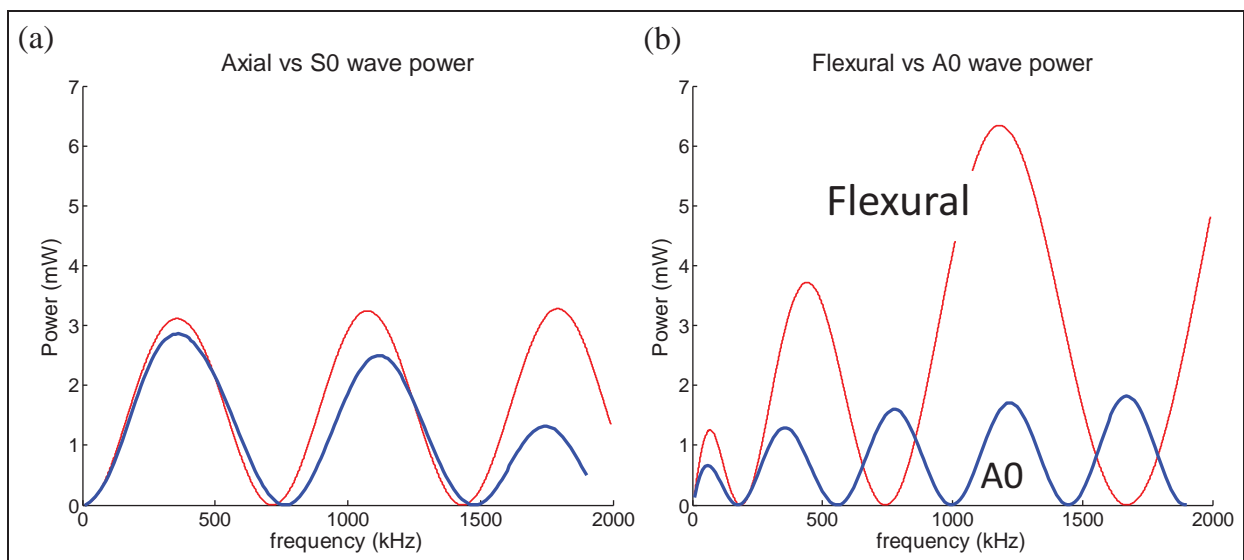 (a)
Axial vs S0 wave power
7
6
5
4
3
2
1
0
Power (mW)
0 500 1000 1500 2000
frequency (kHz)
(b)
Flexural vs A0 wave power
7
6
5
4
3
2
1
0
Power (mW)
Flexural
A0
0 500 1000 1500 2000
frequency (kHz)